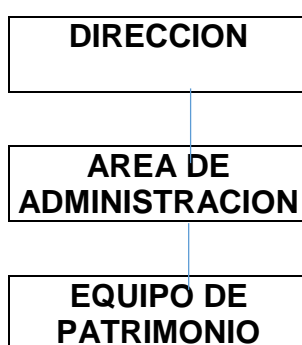 DIRECCION
AREA DE
ADMINISTRACION
EQUIPO DE
PATRIMONIO